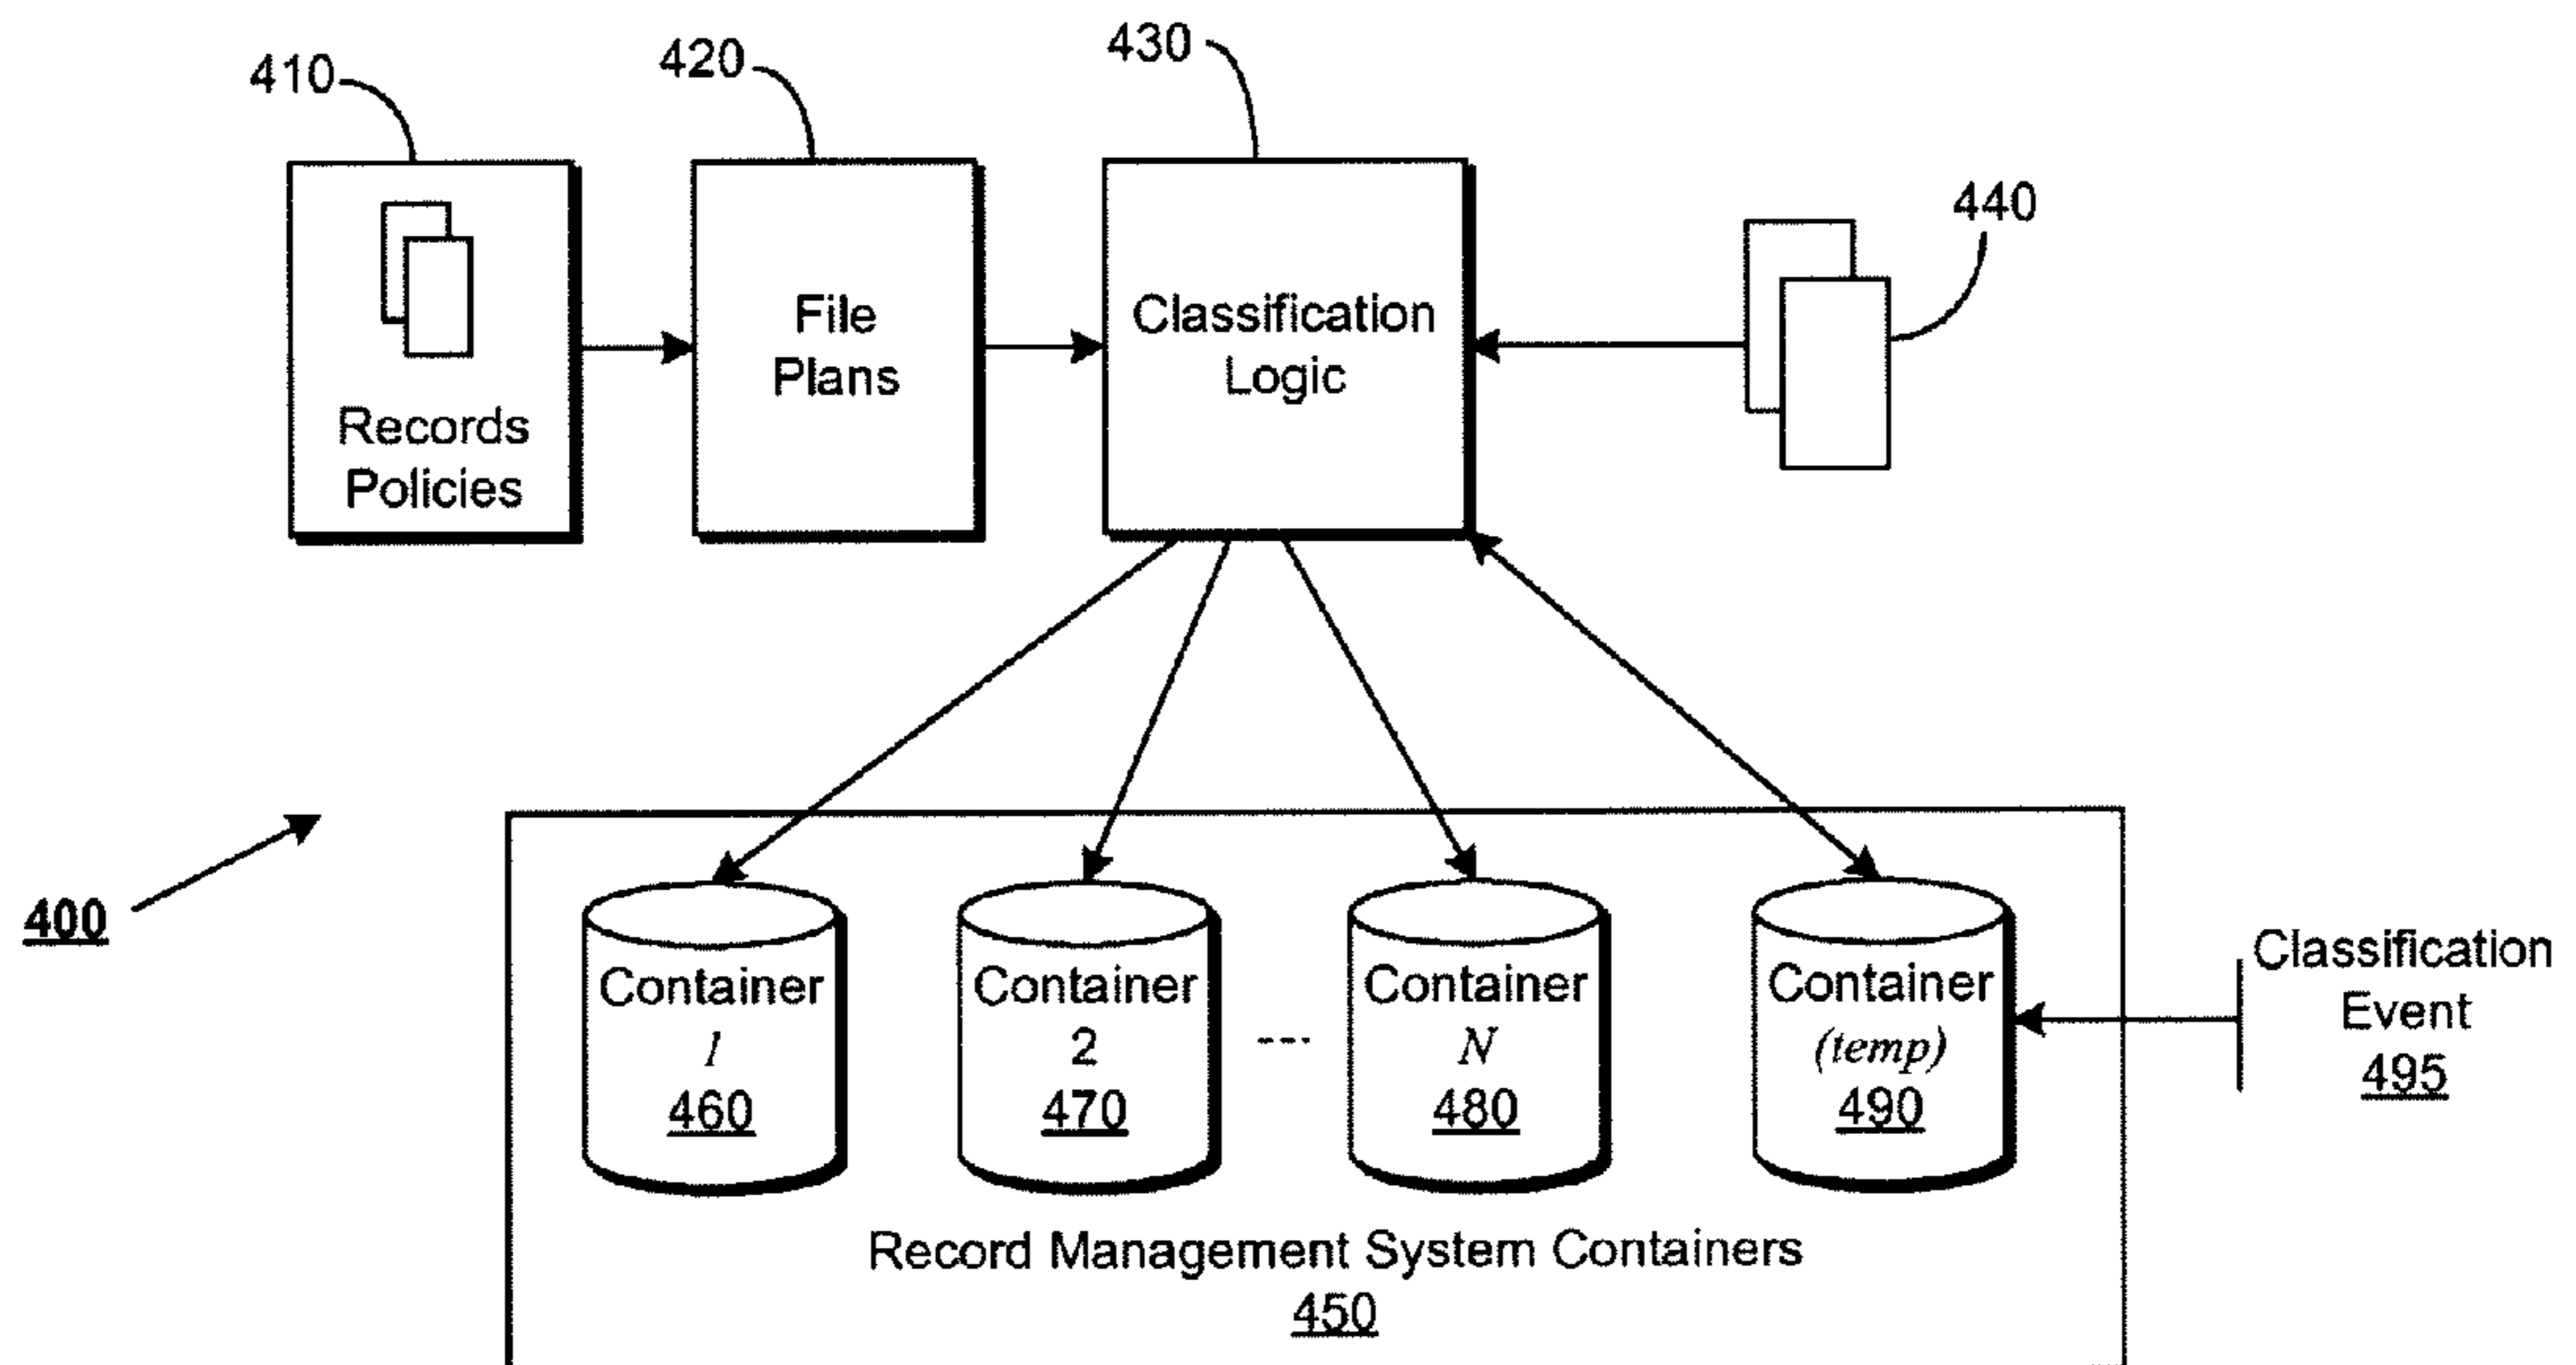 410
420
430
440
Records
Policies
File
Plans
Classification
Logic
400
Container
1
460
Container
2
470
---
Container
N
480
Container
(temp)
490
Classification
Event
495
Record Management System Containers
450